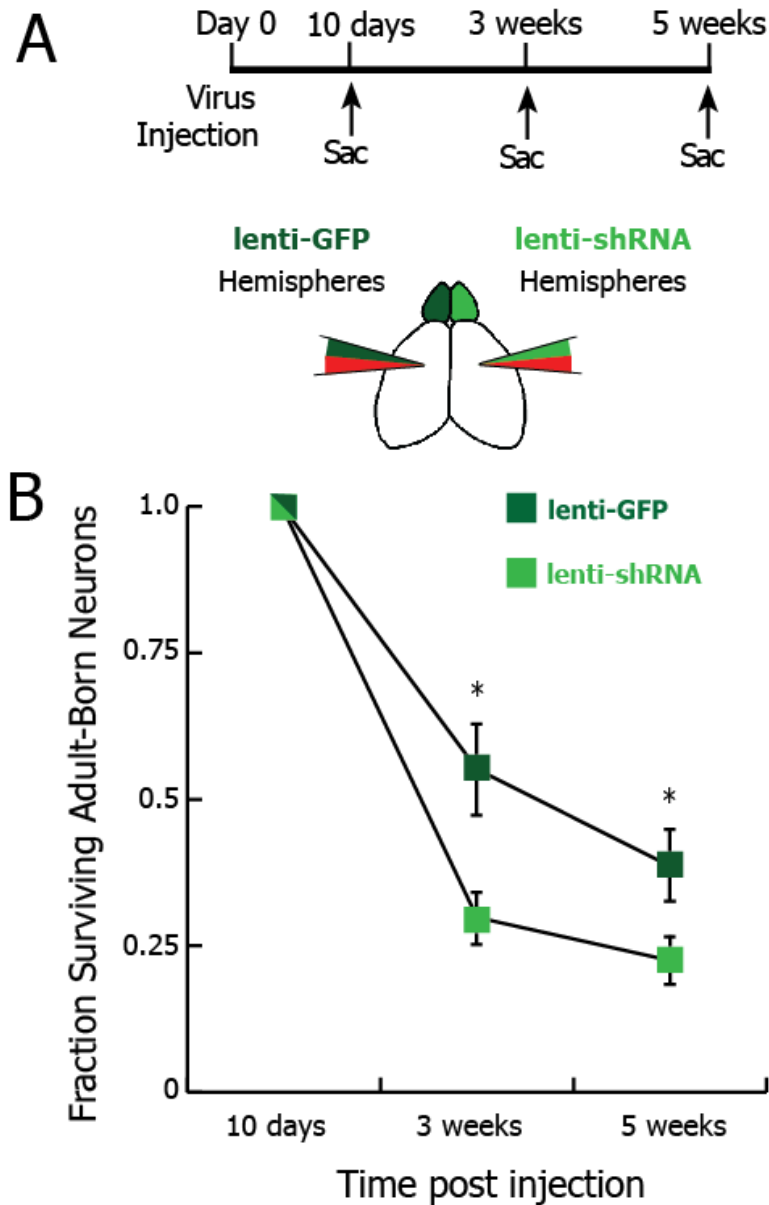 A
Day 0 10 days 3 weeks 5 weeks
Virus
Injection
Sac Sac Sac
lenti-GFP lenti-shRNA
Hemispheres Hemispheres
B
Fraction Surviving Adult-Born Neurons
1.0
0.75
0.5
0.25
0
lenti-GFP
lenti-shRNA
*
*
10 days 3 weeks 5 weeks
Time post injection